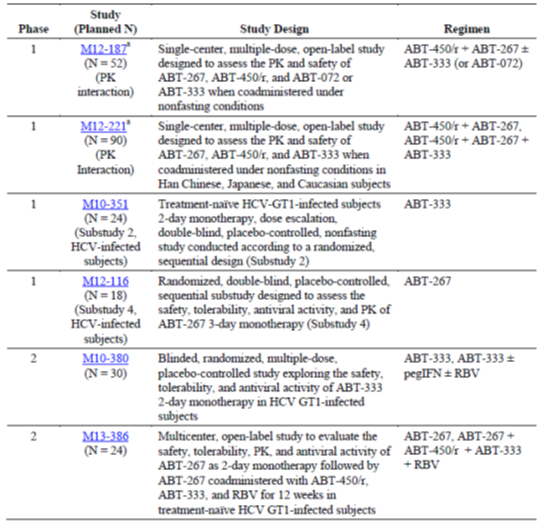 Phase Study (Planned N) Study Design Regimen
1 M12-187a (N = 52) (PK interaction) Single-center, multiple-dose, open-label study designed to assess the PK and safety of ABT-267, ABT-450/r, and ABT-072 or ABT-333 when coadministered under nonfasting conditions ABT-450/r + ABT-267 ± ABT-333 (or ABT-072)
1 M12-221a (N = 90) (PK Interaction) Single-center, multiple-dose, open-label study designed to assess the PK and safety of ABT-267, ABT-450/r, and ABT-333 when coadministered under nonfasting conditions in Han Chinese, Japanese, and Caucasian subjects ABT-450/r + ABT-267, ABT-450/r + ABT-267 + ABT-333
1 M10-351 (N = 24) (Substudy 2, HCV-infected subjects) Treatment-naïve HCV-GT1-infected subjects 2-day monotherapy, dose escalation, double-blind, placebo-controlled, nonfasting study conducted according to a randomized, sequential design (Substudy 2) ABT-333
1 M12-116 (N = 18) (Substudy 4, HCV-infected subjects) Randomized, double-blind, placebo-controlled, sequential substudy designed to assess the safety, tolerability, antiviral activity, and PK of ABT-267 3-day monotherapy (Substudy 4) ABT-267
2 M10-380 (N = 30) Blinded, randomized, multiple-dose, placebo-controlled study exploring the safety, tolerability, and antiviral activity of ABT-333 2-day monotherapy in HCV GT1-infected subjects ABT-333, ABT-333 ± pegIFN ± RBV
2 M13-386 (N = 24) Multicenter, open-label study to evaluate the safety, tolerability, PK, and antiviral activity of ABT-267 as 2-day monotherapy followed by ABT-267 coadministered with ABT-450/r, ABT-333, and RBV for 12 weeks in treatment-naïve HCV GT1-infected subjects ABT-267, ABT-267 + ABT-450/r + ABT-333 + RBV